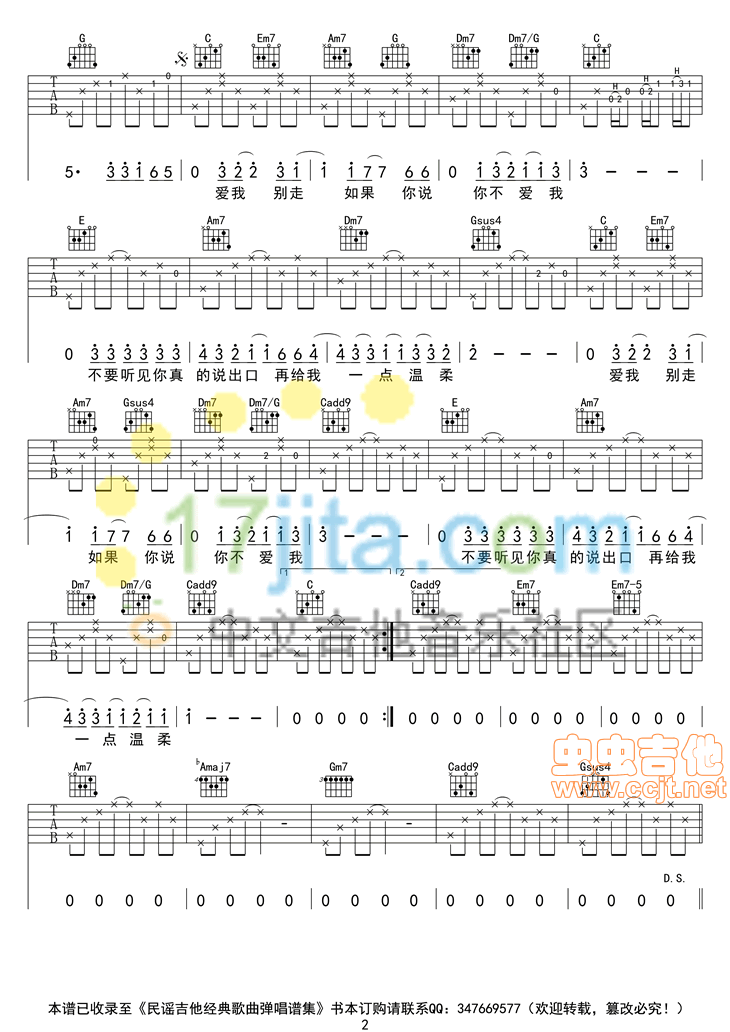 G C Em7 Am7 G Dm7 Dm7/G C
T A B
5· 3 3 1 6 5 | 0 3 2 2 3 1 | 1 1 7 7 6 6 | 0 1 3 2 1 1 3 | 3 - - -
爱我 别走 如果 你说 你不 爱 我
E Am7 Dm7 Gsus4 C Em7
T A B
0 3 3 3 3 3 3 | 4 3 2 1 1 6 6 4 | 4 3 3 1 1 3 3 2 | 2 - - - | 0 3 2 2 3 1
不要听见你真 的说出口 再给我 一点 温柔 爱我 别走
Am7 Gsus4 Dm7 Dm7/G Cadd9 E Am7
T A B
1 1 7 7 6 6 | 0 1 3 2 1 1 3 | 3 - - - | 0 3 3 3 3 3 3 | 4 3 2 1 1 6 6 4
如果 你说 你不 爱 我 不要听见你真 的说出口 再给我
17jita.com
1 2
Dm7 Dm7/G Cadd9 C Cadd9 Em7 Em7-5
T A B
中文吉他音乐社区
4 3 3 1 1 2 1 1 | 1 - - - | 0 0 0 0 :| 0 0 0 0 | 0 0 0 0 | 0 0 0 0
一点 温柔
虫虫吉他
www.ccjt.net
Am7 ♭Amaj7 Gm7 Cadd9 Gsus4
T A B
D.S.
0 0 0 0 | 0 0 0 0 | 0 0 0 0 | 0 0 0 0 | 0 0 0 0
本谱已收录至《民谣吉他经典歌曲弹唱谱集》书本订购请联系QQ：347669577（欢迎转载，篡改必究！）
2